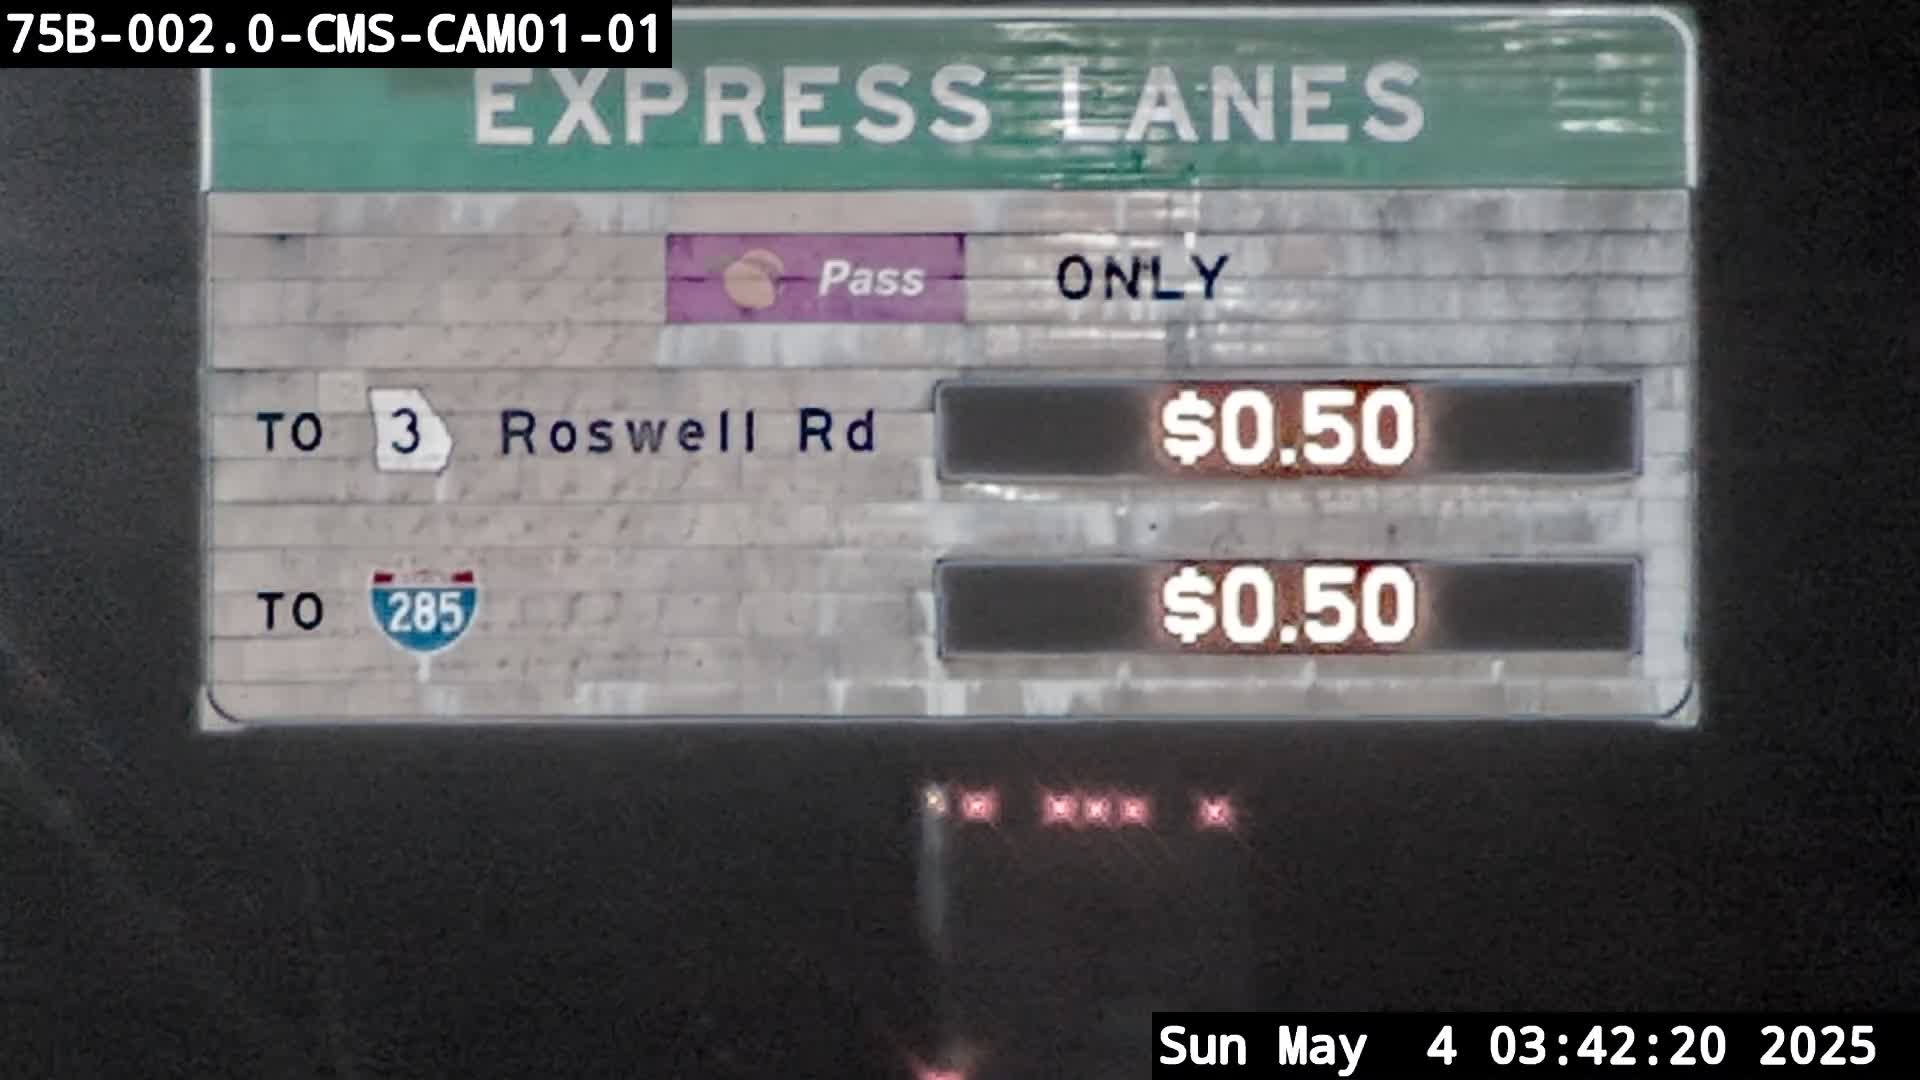 75B-002.0-CMS-CAM01-01
EXPRESS LANES
Pass ONLY
TO 3 Roswell Rd $0.50
TO 285 $0.50
Sun May 4 03:42:20 2025